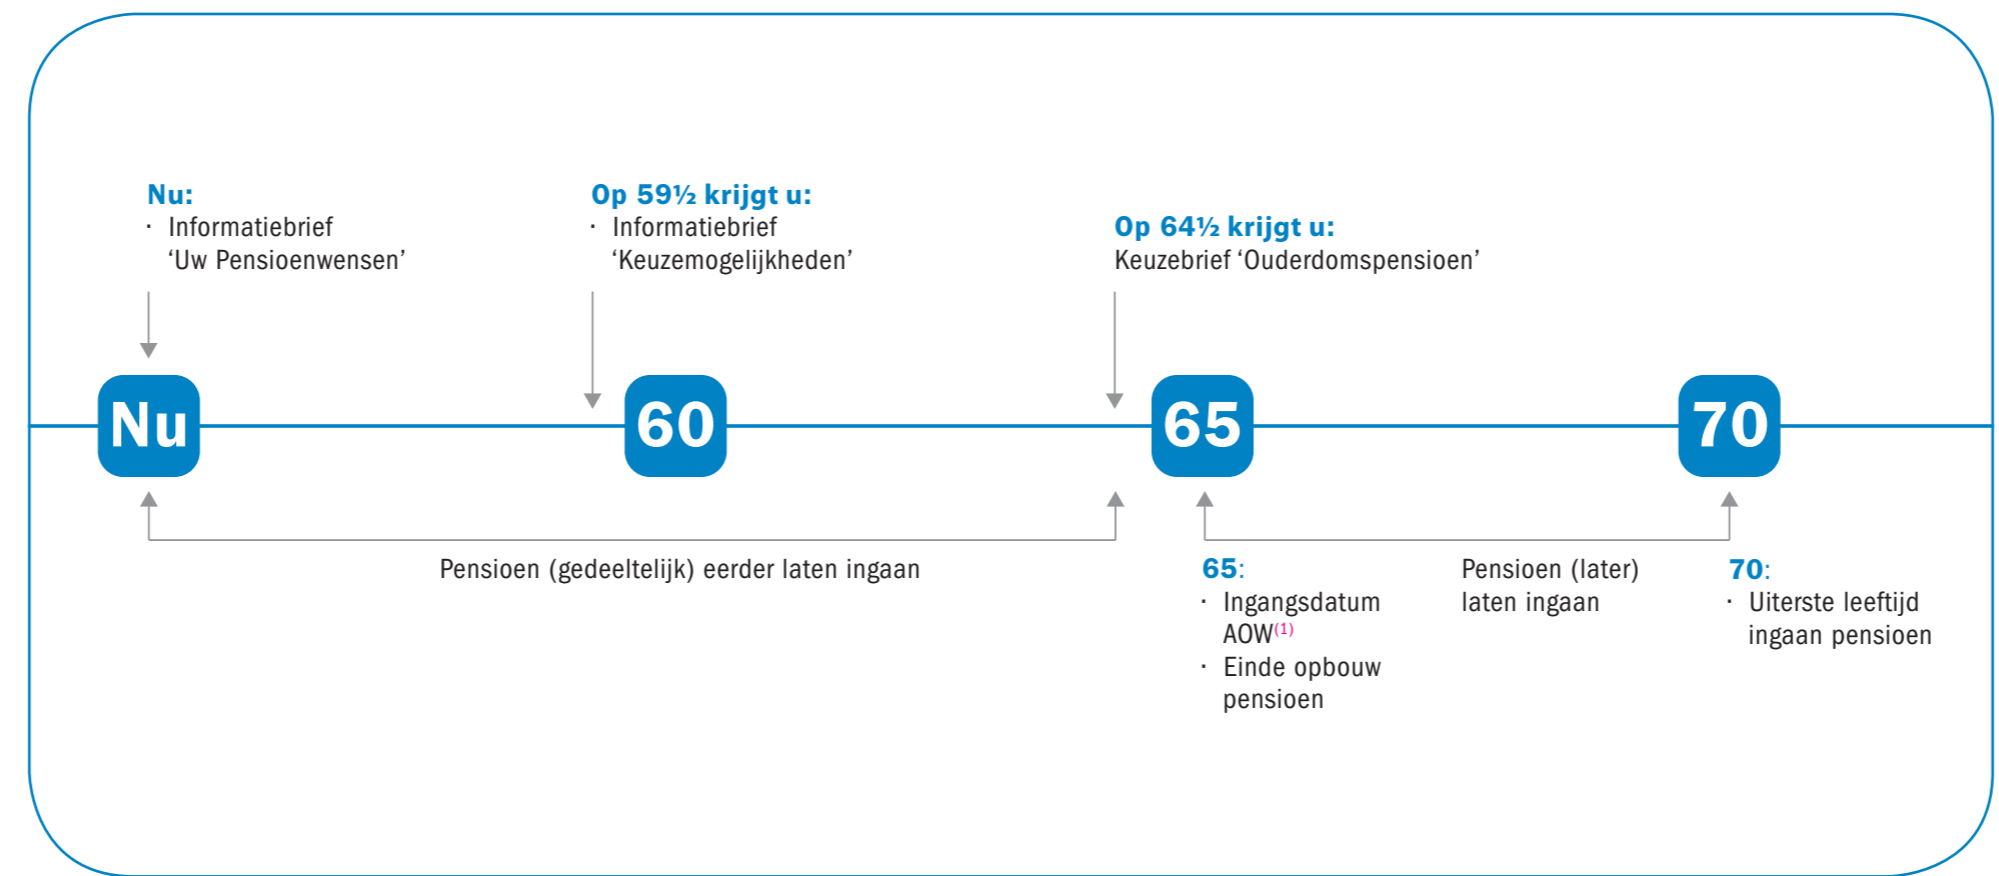 Nu:
· Informatiebrief
‘Uw Pensioenwensen’
Op 59½ krijgt u:
· Informatiebrief
‘Keuzemogelijkheden’
Op 64½ krijgt u:
Keuzebrief ‘Ouderdomspensioen’
Nu
60
65
70
Pensioen (gedeeltelijk) eerder laten ingaan
65:
· Ingangsdatum
AOW(1)
· Einde opbouw
pensioen
Pensioen (later)
laten ingaan
70:
· Uiterste leeftijd
ingaan pensioen